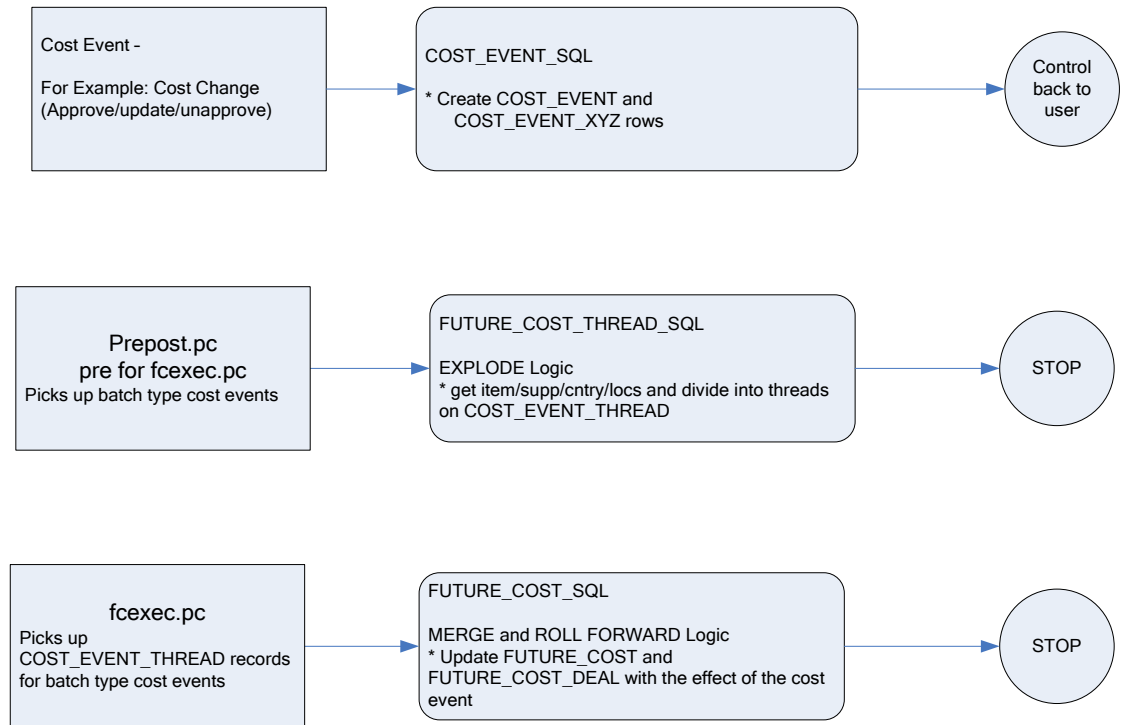 Cost Event –
For Example: Cost Change
(Approve/update/unapprove)
COST_EVENT_SQL
* Create COST_EVENT and
COST_EVENT_XYZ rows
Control
back to
user
Prepost.pc
pre for fcexec.pc
Picks up batch type cost events
FUTURE_COST_THREAD_SQL
EXPLODE Logic
* get item/supp/cntry/locs and divide into threads
on COST_EVENT_THREAD
STOP
fcexec.pc
Picks up
COST_EVENT_THREAD records
for batch type cost events
FUTURE_COST_SQL
MERGE and ROLL FORWARD Logic
* Update FUTURE_COST and
FUTURE_COST_DEAL with the effect of the cost
event
STOP